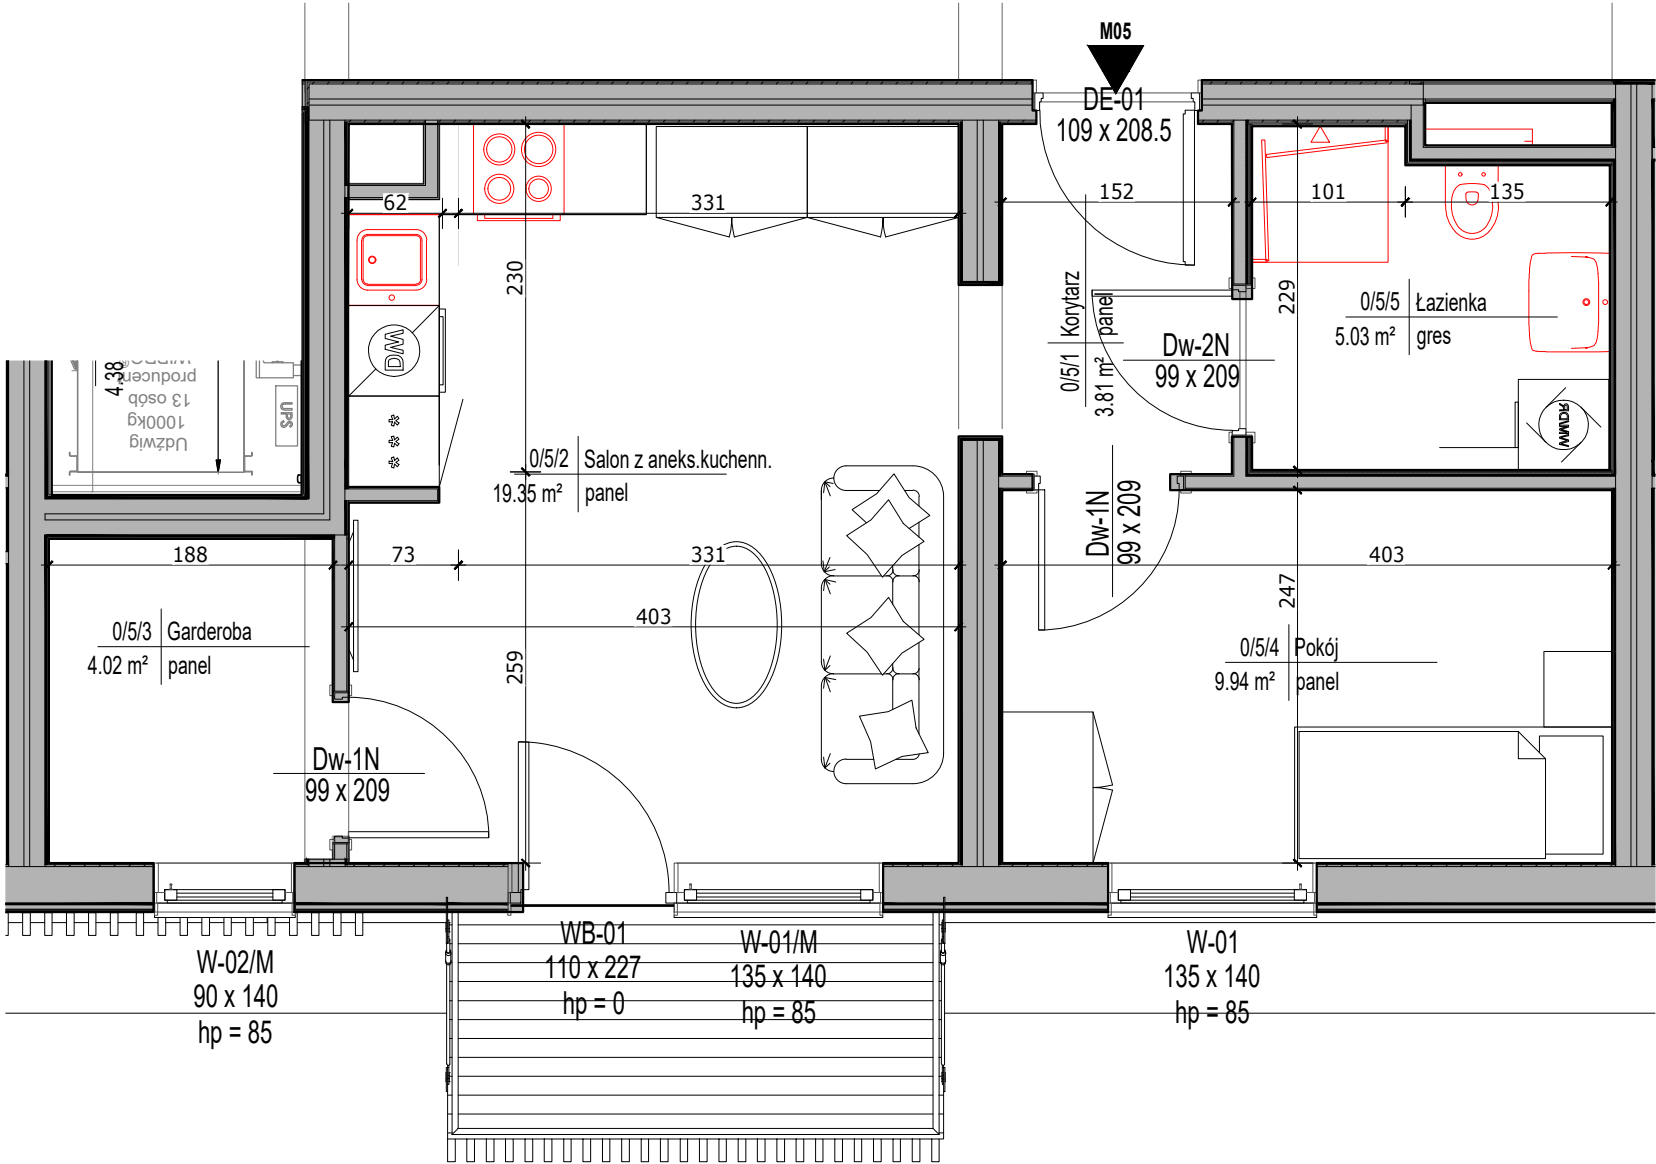 M05
DE-01
109 x 208.5
62
331
152
101
135
230
229
0/5/1 Korytarz
3.81 m² panel
Dw-2N
99 x 209
0/5/5 Łazienka
5.03 m² gres
DW
4.38
producent
13 osób
1000kg
Udźwig
UPS
0/5/2 Salon z aneks.kuchenn.
19.35 m² panel
Dw-1N
99 x 209
188
73
331
403
403
247
259
0/5/3 Garderoba
4.02 m² panel
0/5/4 Pokój
9.94 m² panel
Dw-1N
99 x 209
W-02/M
90 x 140
hp = 85
WB-01
110 x 227
hp = 0
W-01/M
135 x 140
hp = 85
W-01
135 x 140
hp = 85